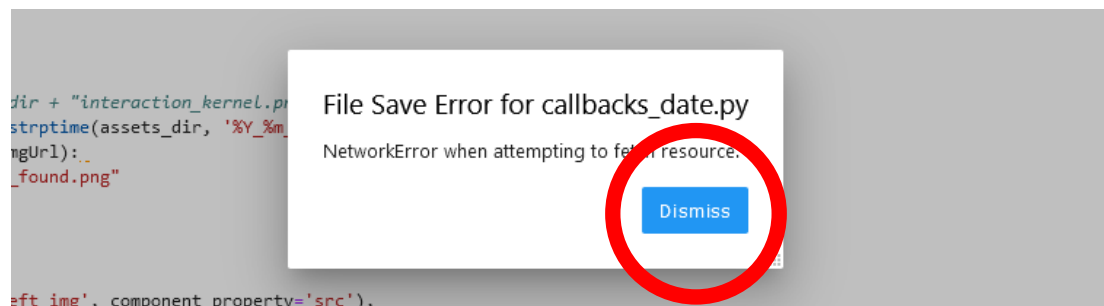 dir + "interaction_kernel.pn
strptime(assets_dir, '%Y_%m_
mgUrl):
_found.png"
File Save Error for callbacks_date.py
NetworkError when attempting to fetch resource.
Dismiss
eft_img', component_property='src'),